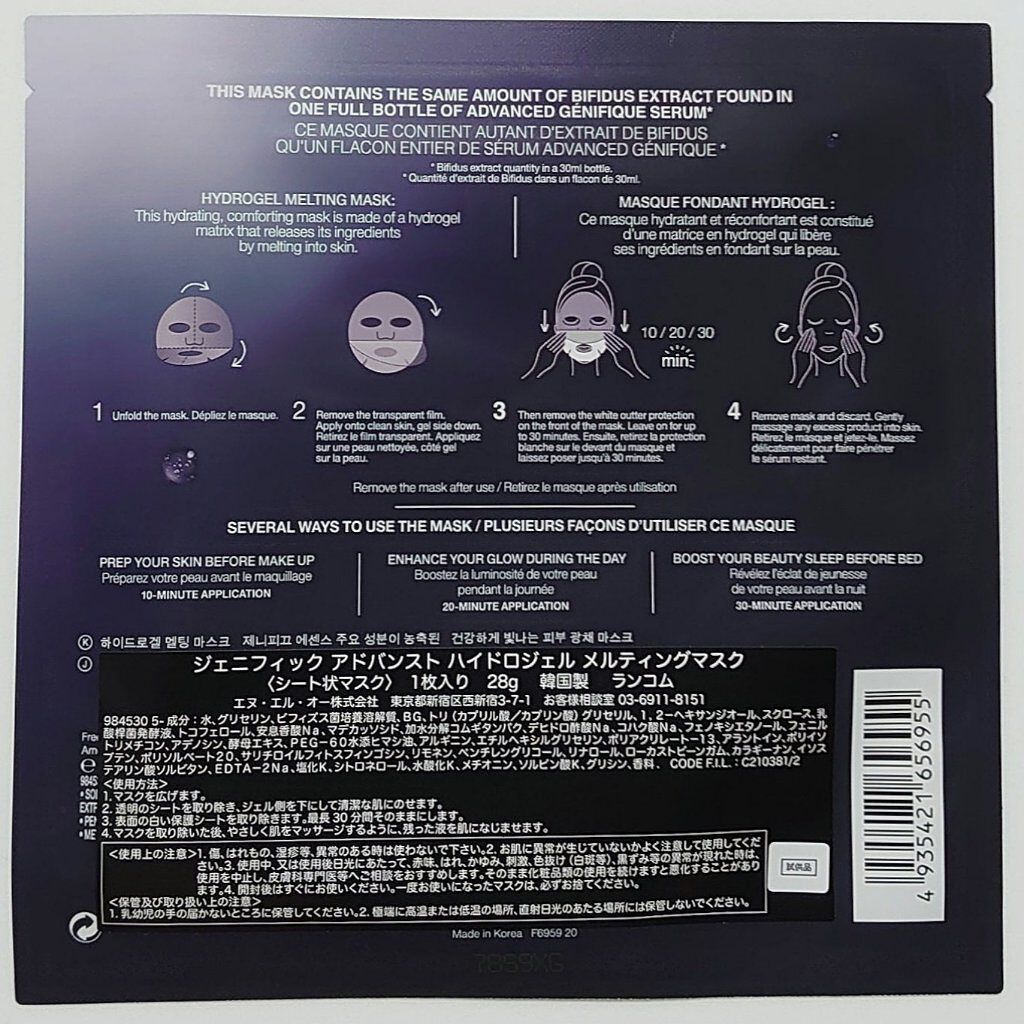 THIS MASK CONTAINS THE SAME AMOUNT OF BIFIDUS EXTRACT FOUND IN
ONE FULL BOTTLE OF ADVANCED GÉNIFIQUE SERUM*
CE MASQUE CONTIENT AUTANT D'EXTRAIT DE BIFIDUS
QU'UN FLACON ENTIER DE SÉRUM ADVANCED GÉNIFIQUE *
* Bifidus extract quantity in a 30ml bottle.
* Quantité d'extrait de Bifidus dans un flacon de 30ml.
HYDROGEL MELTING MASK:
This hydrating, comforting mask is made of a hydrogel
matrix that releases its ingredients
by melting into skin.
MASQUE FONDANT HYDROGEL :
Ce masque hydratant et réconfortant est constitué
d'une matrice en hydrogel qui libère
ses ingrédients en fondant sur la peau.
10 / 20 / 30
min
1 Unfold the mask. Dépliez le masque.
2 Remove the transparent film.
Apply onto clean skin, gel side down.
Retirez le film transparent. Appliquez
sur une peau nettoyée, côté gel
sur la peau.
3 Then remove the white outter protection
on the front of the mask. Leave on for up
to 30 minutes. Ensuite, retirez la protection
blanche sur le devant du masque et
laissez poser jusqu'à 30 minutes.
4 Remove mask and discard. Gently
massage any excess product into skin.
Retirez le masque et jetez-le. Massez
délicatement pour faire pénétrer
le sérum restant.
Remove the mask after use / Retirez le masque après utilisation
SEVERAL WAYS TO USE THE MASK / PLUSIEURS FAÇONS D'UTILISER CE MASQUE
PREP YOUR SKIN BEFORE MAKE UP
Préparez votre peau avant le maquillage
10-MINUTE APPLICATION
ENHANCE YOUR GLOW DURING THE DAY
Boostez la luminosité de votre peau
pendant la journée
20-MINUTE APPLICATION
BOOST YOUR BEAUTY SLEEP BEFORE BED
Révélez l'éclat de jeunesse
de votre peau avant la nuit
30-MINUTE APPLICATION
Ⓚ 하이드로겔 멜팅 마스크 제니피끄 에센스 주요 성분이 농축된 건강하게 빛나는 피부 광채 마스크
Ⓙ
ジェニフィック アドバンスト ハイドロジェル メルティングマスク
〈シート状マスク〉 1枚入り 28g 韓国製 ランコム
エヌ・エル・オー株式会社 東京都新宿区西新宿3-7-1 お客様相談室 03-6911-8151
984530 5- 成分 : 水、グリセリン、ビフィズス菌培養溶解質、BG、トリ(カプリル酸/カプリン酸) グリセリル、1, 2-ヘキサンジオール、スクロース、乳
酸桿菌発酵液、トコフェロール、安息香酸Na、マデカッソシド、加水分解コムギタンパク、デヒドロ酢酸Na、コハク酸Na、フェノキシエタノール、フェニル
トリメチコン、アデノシン、酵母エキス、PEG-60水添ヒマシ油、アルギニン、エチルヘキシルグリセリン、ポリアクリレート-13、アラントイン、ポリイソ
ブテン、ポリソルベート20、サリチロイルフィトスフィンゴシン、リモネン、ペンチレングリコール、リナロール、ローカストビーンガム、カラギーナン、イソス
テアリン酸ソルビタン、EDTA-2Na、塩化K、シトロネロール、水酸化K、メチオニン、ソルビン酸K、グリシン、香料. CODE F.I.L. : C210381/2
<使用方法>
1.マスクを広げます。
2. 透明のシートを取り除き、ジェル側を下にして清潔な肌にのせます。
3. 表面の白い保護シートを取り除きます。最長 30 分間そのままにします。
4.マスクを取り除いた後、やさしく肌をマッサージするように、残った液を肌になじませます。
<使用上の注意>1. 傷、はれもの、湿疹等、異常のある時は使わないで下さい。2. お肌に異常が生じていないかよく注意して使用してくだ
さい。3. 使用中、又は使用後日光にあたって、赤味、はれ、かゆみ、刺激、色抜け (白斑等)、黒ずみ等の異常が現れた時は、
使用を中止し、皮膚科専門医等へご相談をおすすめします。そのまま化粧品類の使用を続けますと悪化することがあり
ます。4. 開封後はすぐにお使いください。一度お使いになったマスクは、必ずお捨てください。
<保管及び取り扱い上の注意>
1. 乳幼児の手の届かないところに保管してください。2. 極端に高温または低温の場所、直射日光のあたる場所には保管しないでください。
試供品
4 935421 656955
Made in Korea F6959 20